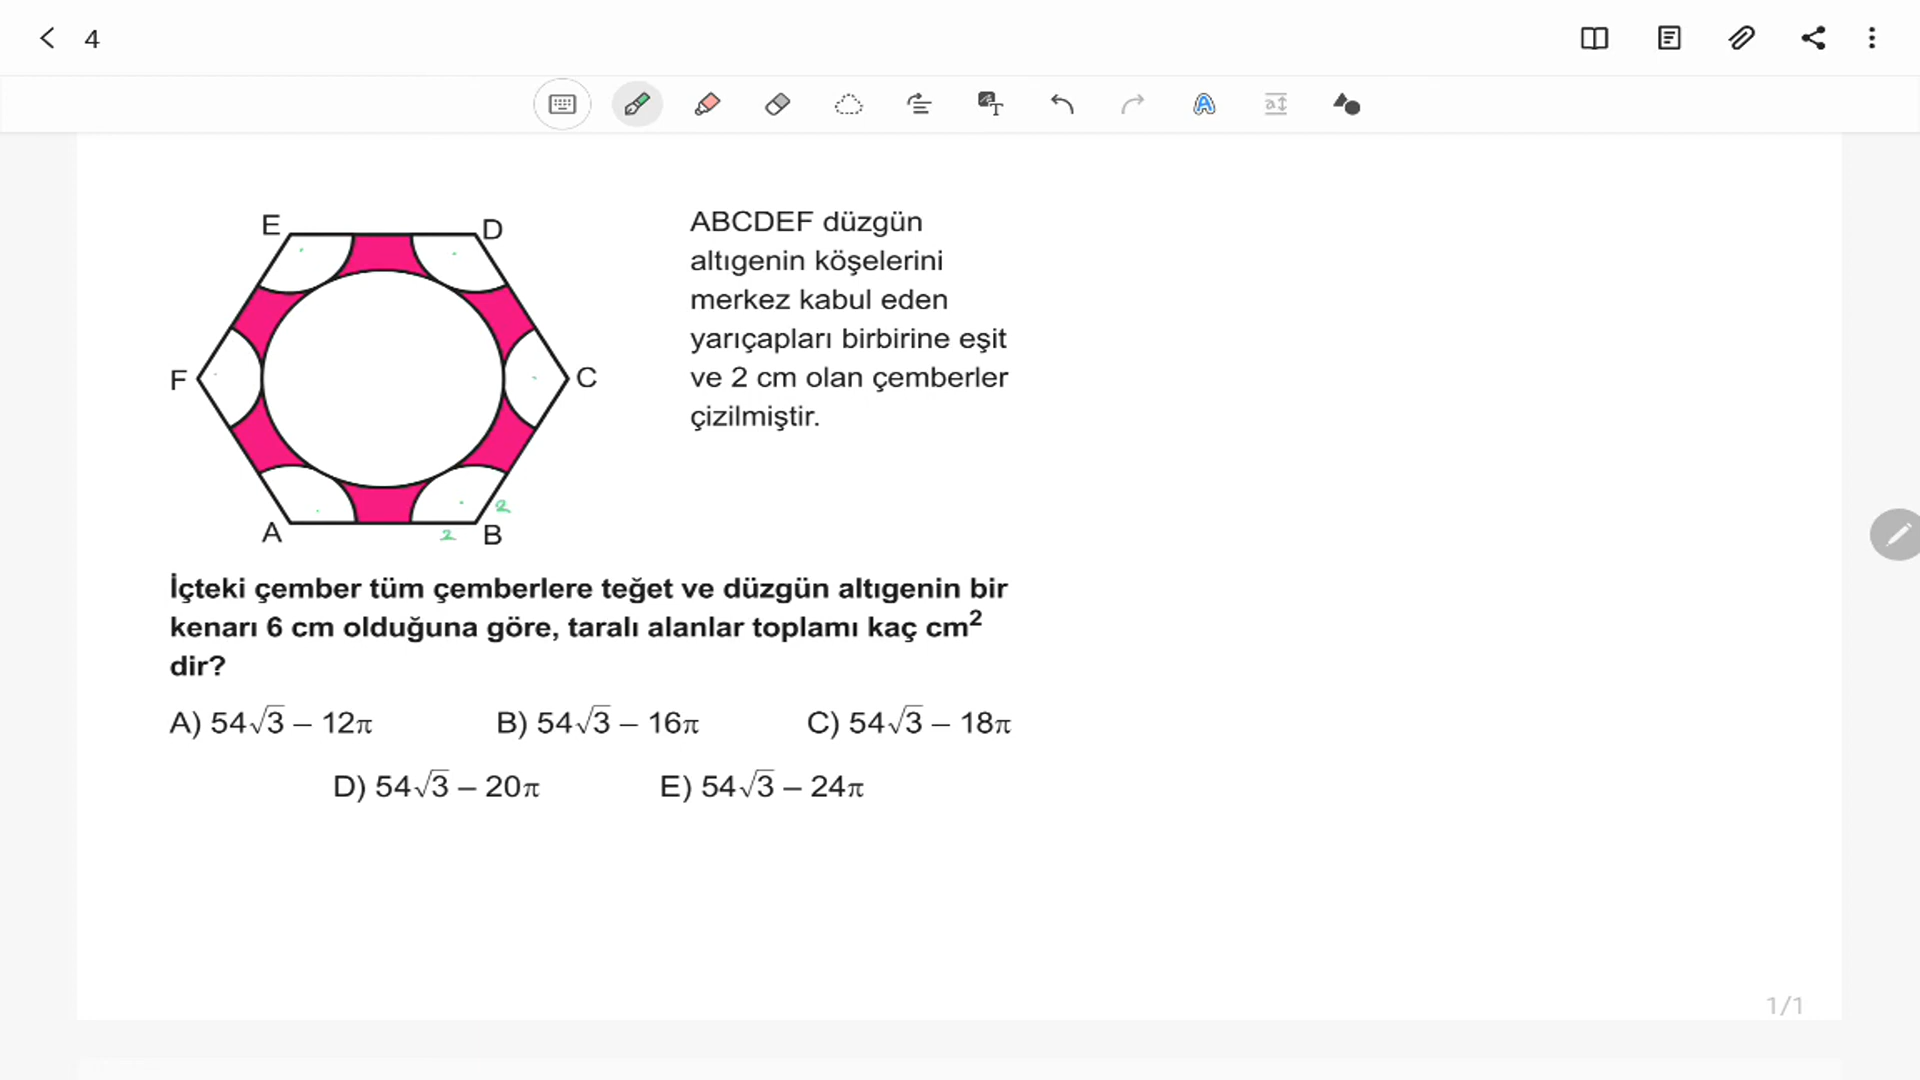 4
E
D
F
C
A
B
2
2
ABCDEF düzgün
altıgenin köşelerini
merkez kabul eden
yarıçapları birbirine eşit
ve 2 cm olan çemberler
çizilmiştir.
İçteki çember tüm çemberlere teğet ve düzgün altıgenin bir
kenarı 6 cm olduğuna göre, taralı alanlar toplamı kaç cm²
dir?
A) 54√3 – 12π B) 54√3 – 16π C) 54√3 – 18π
D) 54√3 – 20π E) 54√3 – 24π
1/1